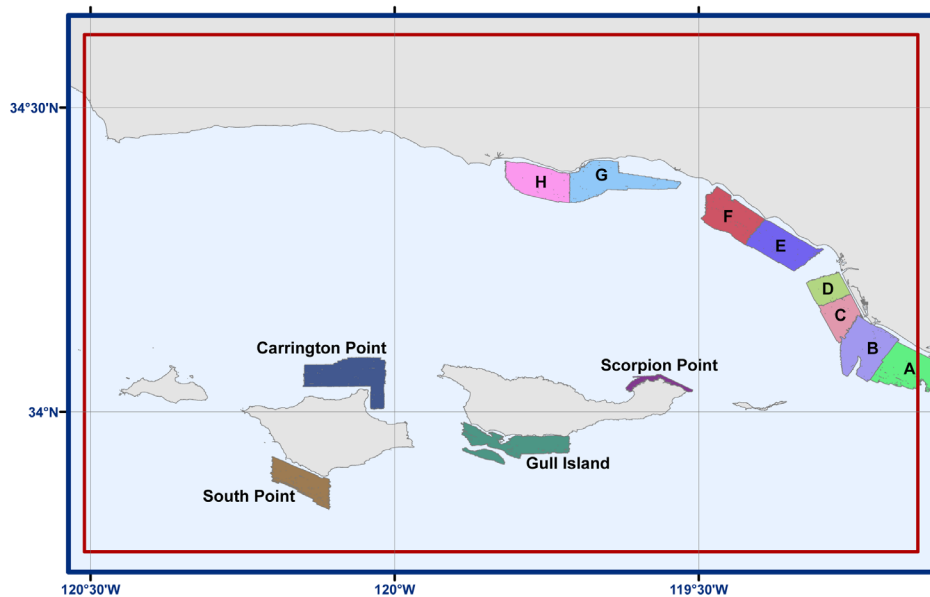 34°30'N
H
G
F
E
D
C
B
A
Carrington Point
Scorpion Point
34°N
Gull Island
South Point
120°30'W
120°W
119°30'W